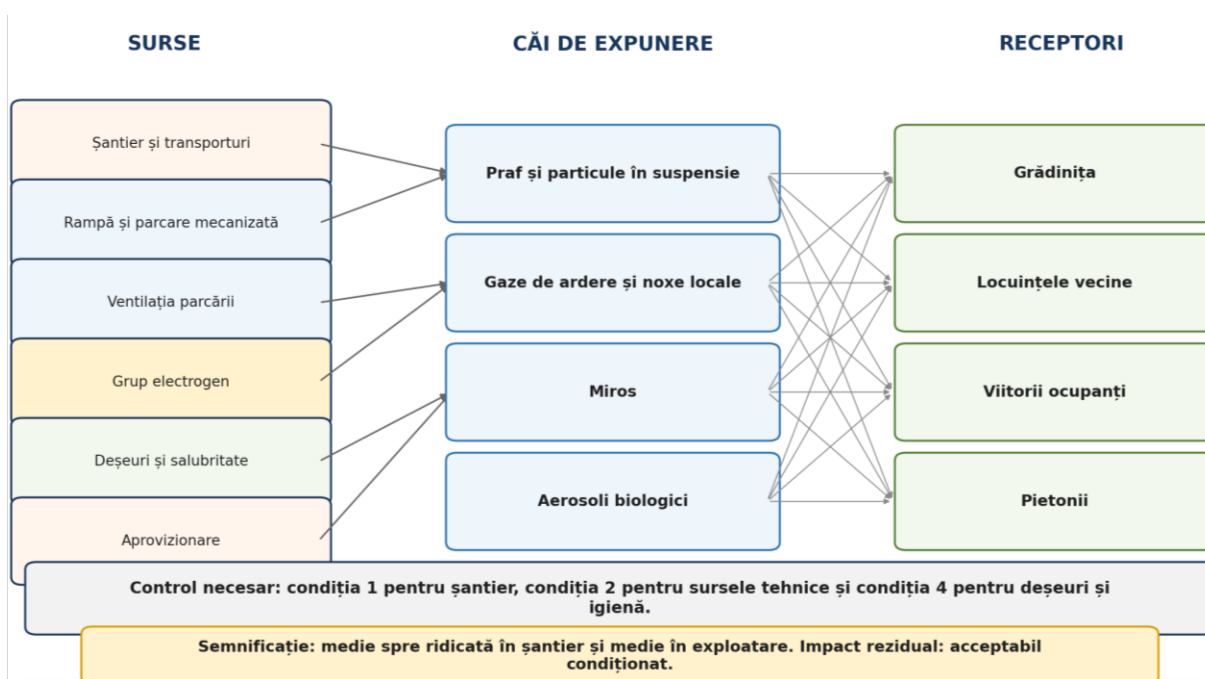 SURSE
CĂI DE EXPUNERE
RECEPTORI
Șantier și transporturi
Rampă și parcare mecanizată
Ventilația parcării
Grup electrogen
Deșeuri și salubritate
Aprovizionare
Praf și particule în suspensie
Gaze de ardere și noxe locale
Miros
Aerosoli biologici
Grădinița
Locuințele vecine
Viitorii ocupanți
Pietonii
Control necesar: condiția 1 pentru șantier, condiția 2 pentru sursele tehnice și condiția 4 pentru deșeuri și
igienă.
Semnificație: medie spre ridicată în șantier și medie în exploatare. Impact rezidual: acceptabil
condiționat.